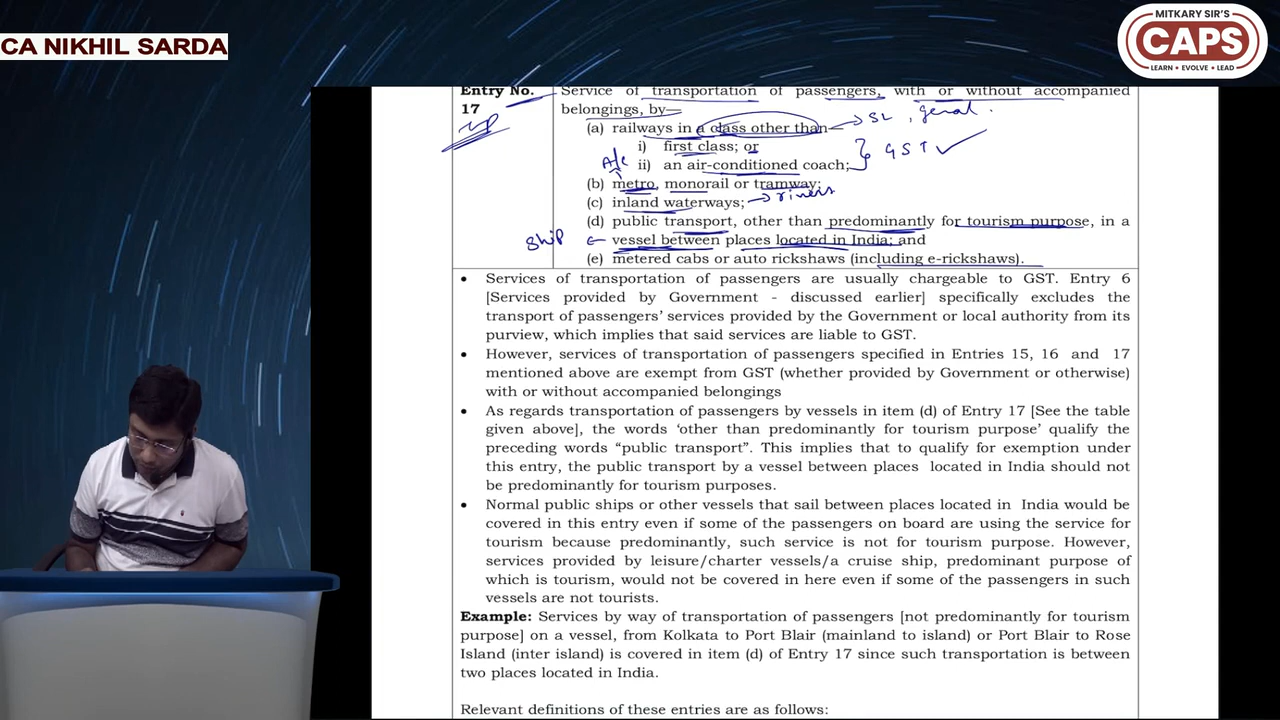 CA NIKHIL SARDA
MITKARY SIR'S
CAPS
LEARN • EVOLVE • LEAD
Entry No. Service of transportation of passengers, with or without accompanied
17 belongings, by—
(a) railways in a class other than— → SL, genal.
i) first class; or
A/c ii) an air-conditioned coach; } GST ✓
(b) metro, monorail or tramway;
(c) inland waterways; → rivers
(d) public transport, other than predominantly for tourism purpose, in a
ship ← vessel between places located in India; and
(e) metered cabs or auto rickshaws (including e-rickshaws).
• Services of transportation of passengers are usually chargeable to GST. Entry 6
[Services provided by Government - discussed earlier] specifically excludes the
transport of passengers' services provided by the Government or local authority from its
purview, which implies that said services are liable to GST.
• However, services of transportation of passengers specified in Entries 15, 16 and 17
mentioned above are exempt from GST (whether provided by Government or otherwise)
with or without accompanied belongings
• As regards transportation of passengers by vessels in item (d) of Entry 17 [See the table
given above], the words 'other than predominantly for tourism purpose' qualify the
preceding words "public transport". This implies that to qualify for exemption under
this entry, the public transport by a vessel between places located in India should not
be predominantly for tourism purposes.
• Normal public ships or other vessels that sail between places located in India would be
covered in this entry even if some of the passengers on board are using the service for
tourism because predominantly, such service is not for tourism purpose. However,
services provided by leisure/charter vessels/a cruise ship, predominant purpose of
which is tourism, would not be covered in here even if some of the passengers in such
vessels are not tourists.
Example: Services by way of transportation of passengers [not predominantly for tourism
purpose] on a vessel, from Kolkata to Port Blair (mainland to island) or Port Blair to Rose
Island (inter island) is covered in item (d) of Entry 17 since such transportation is between
two places located in India.
Relevant definitions of these entries are as follows: